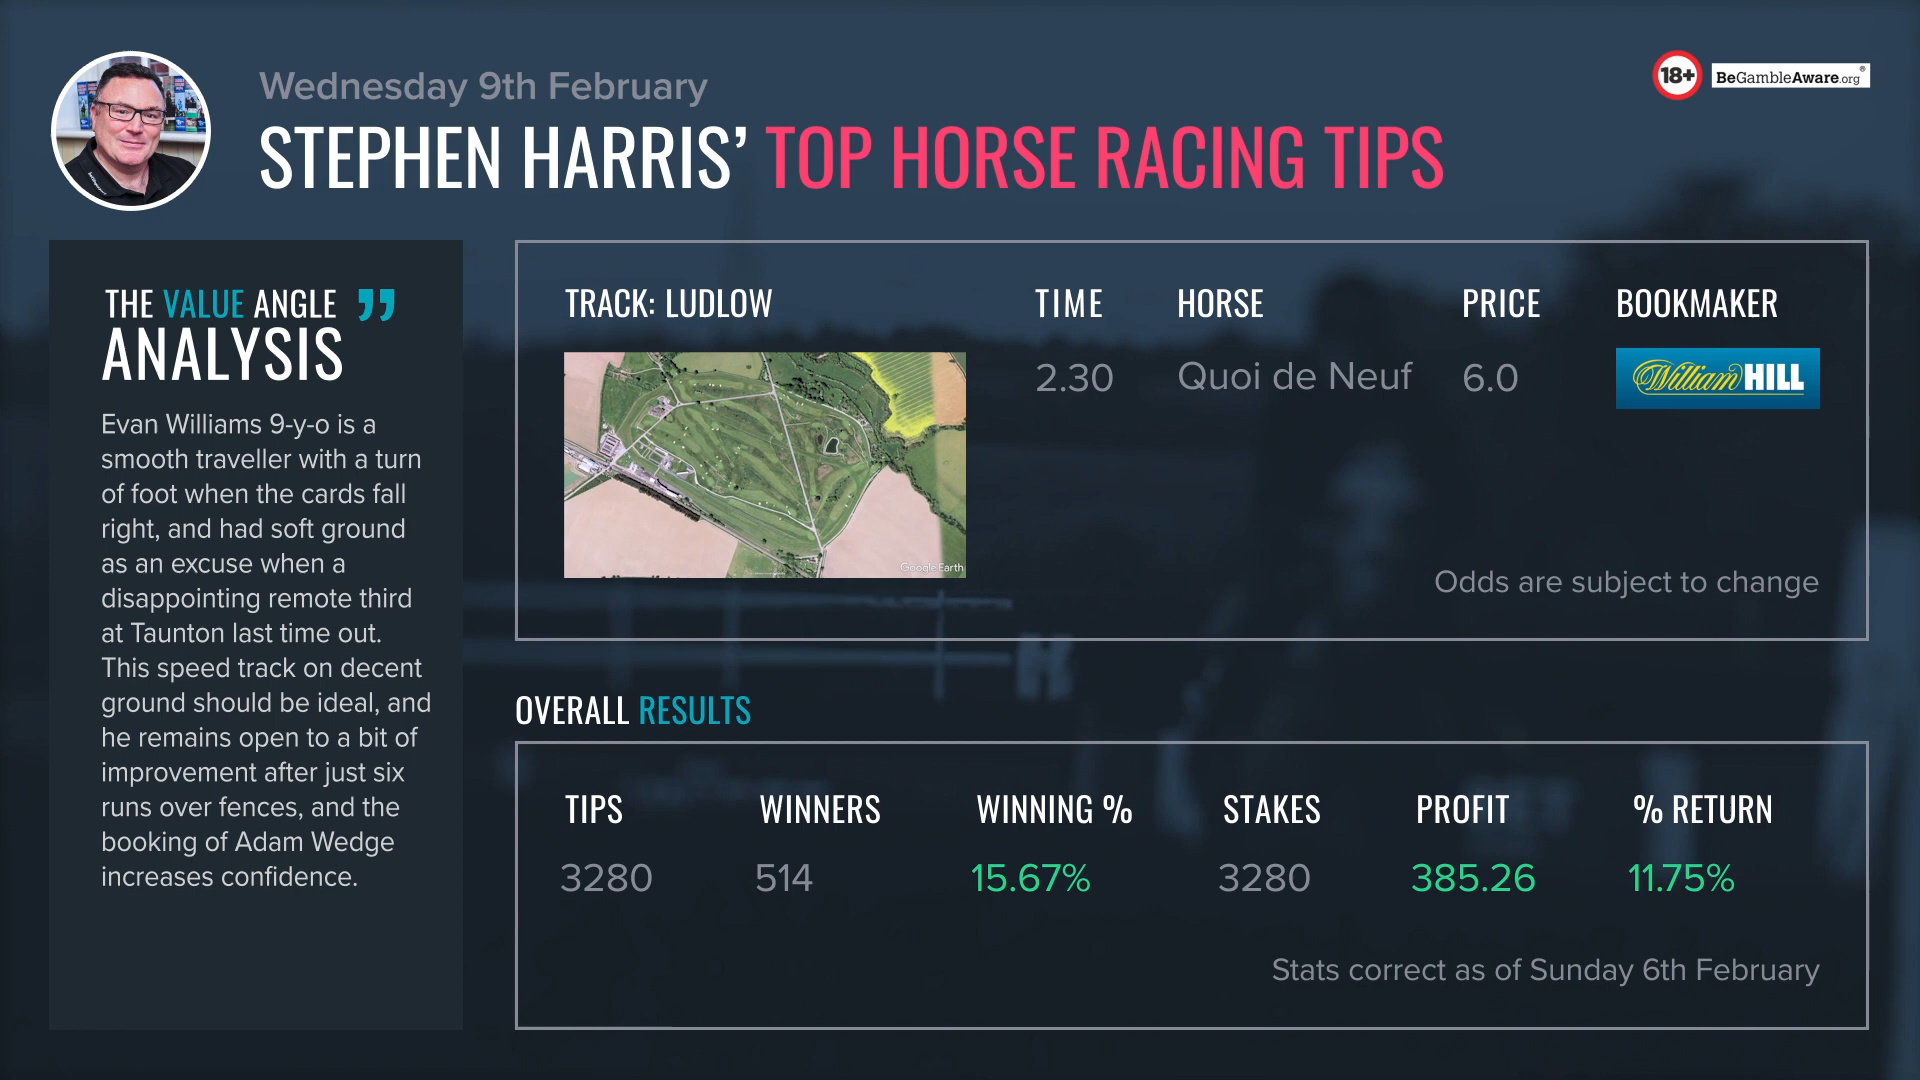 Wednesday 9th February
STEPHEN HARRIS’ TOP HORSE RACING TIPS
18+
BeGambleAware.org®
THE VALUE ANGLE ”
ANALYSIS
Evan Williams 9-y-o is a
smooth traveller with a turn
of foot when the cards fall
right, and had soft ground
as an excuse when a
disappointing remote third
at Taunton last time out.
This speed track on decent
ground should be ideal, and
he remains open to a bit of
improvement after just six
runs over fences, and the
booking of Adam Wedge
increases confidence.
TRACK: LUDLOW
Google Earth
TIME HORSE PRICE BOOKMAKER
2.30 Quoi de Neuf 6.0 William HILL
Odds are subject to change
OVERALL RESULTS
TIPS WINNERS WINNING % STAKES PROFIT % RETURN
3280 514 15.67% 3280 385.26 11.75%
Stats correct as of Sunday 6th February